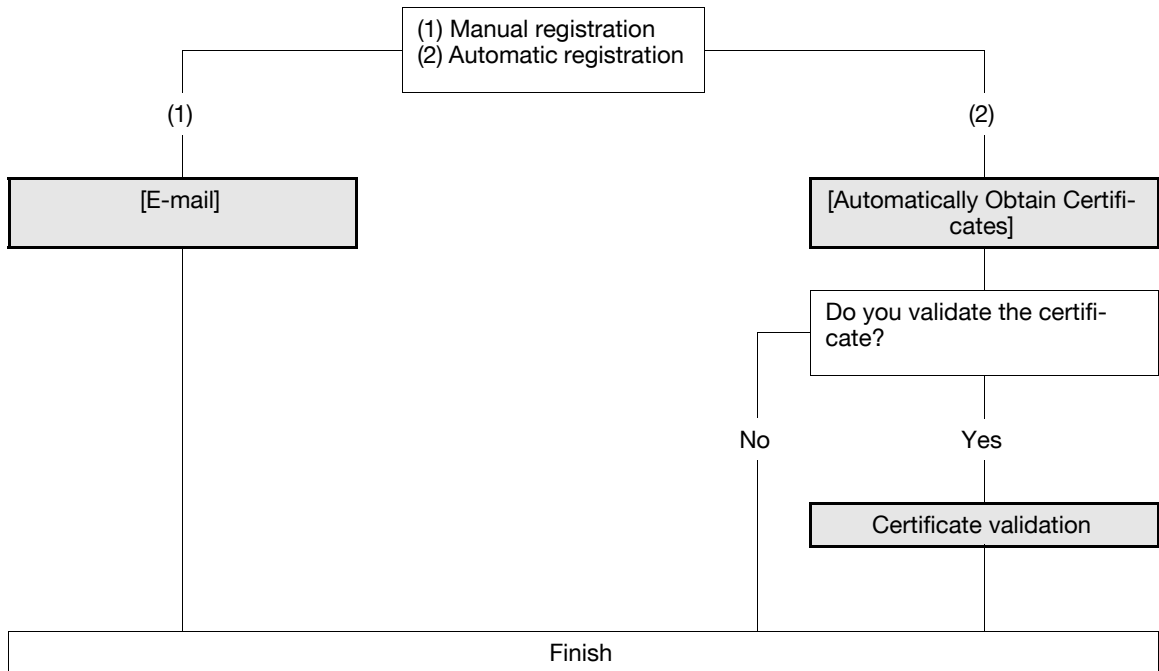 (1) Manual registration
(2) Automatic registration
(1)
(2)
[E-mail]
[Automatically Obtain Certifi-
cates]
Do you validate the certifi-
cate?
No
Yes
Certificate validation
Finish